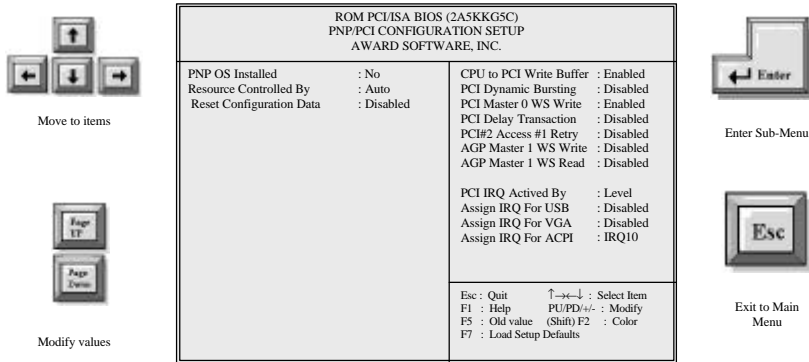 ROM PCI/ISA BIOS (2A5KKG5C)
PNP/PCI CONFIGURATION SETUP
AWARD SOFTWARE, INC.
PNP OS Installed : No
Resource Controlled By : Auto
Reset Configuration Data : Disabled
CPU to PCI Write Buffer : Enabled
PCI Dynamic Bursting : Disabled
PCI Master 0 WS Write : Enabled
PCI Delay Transaction : Disabled
PCI#2 Access #1 Retry : Disabled
AGP Master 1 WS Write : Disabled
AGP Master 1 WS Read : Disabled
PCI IRQ Actived By : Level
Assign IRQ For USB : Disabled
Assign IRQ For VGA : Disabled
Assign IRQ For ACPI : IRQ10
Esc : Quit ↑→←↓ : Select Item
F1 : Help PU/PD/+/- : Modify
F5 : Old value (Shift) F2 : Color
F7 : Load Setup Defaults
Move to items
Page
UP
Page
Down
Modify values
Enter
Enter Sub-Menu
Esc
Exit to Main
Menu